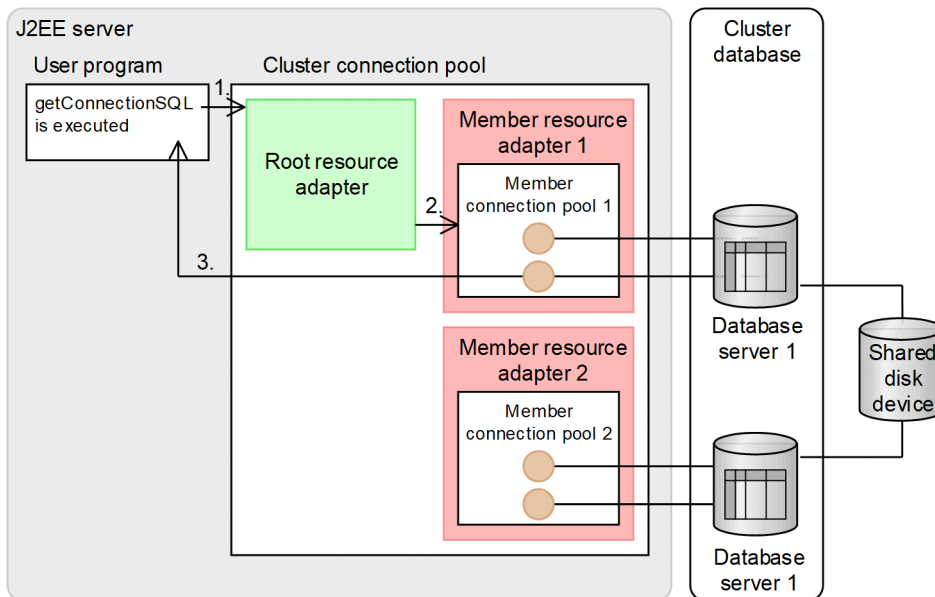 J2EE server
User program
Cluster connection pool
Cluster
database
1.
getConnectionSQL
is executed
Root resource
adapter
Member resource
adapter 1
Member
connection pool 1
2.
3.
Database
server 1
Shared
disk
device
Member resource
adapter 2
Member
connection pool 2
Database
server 1